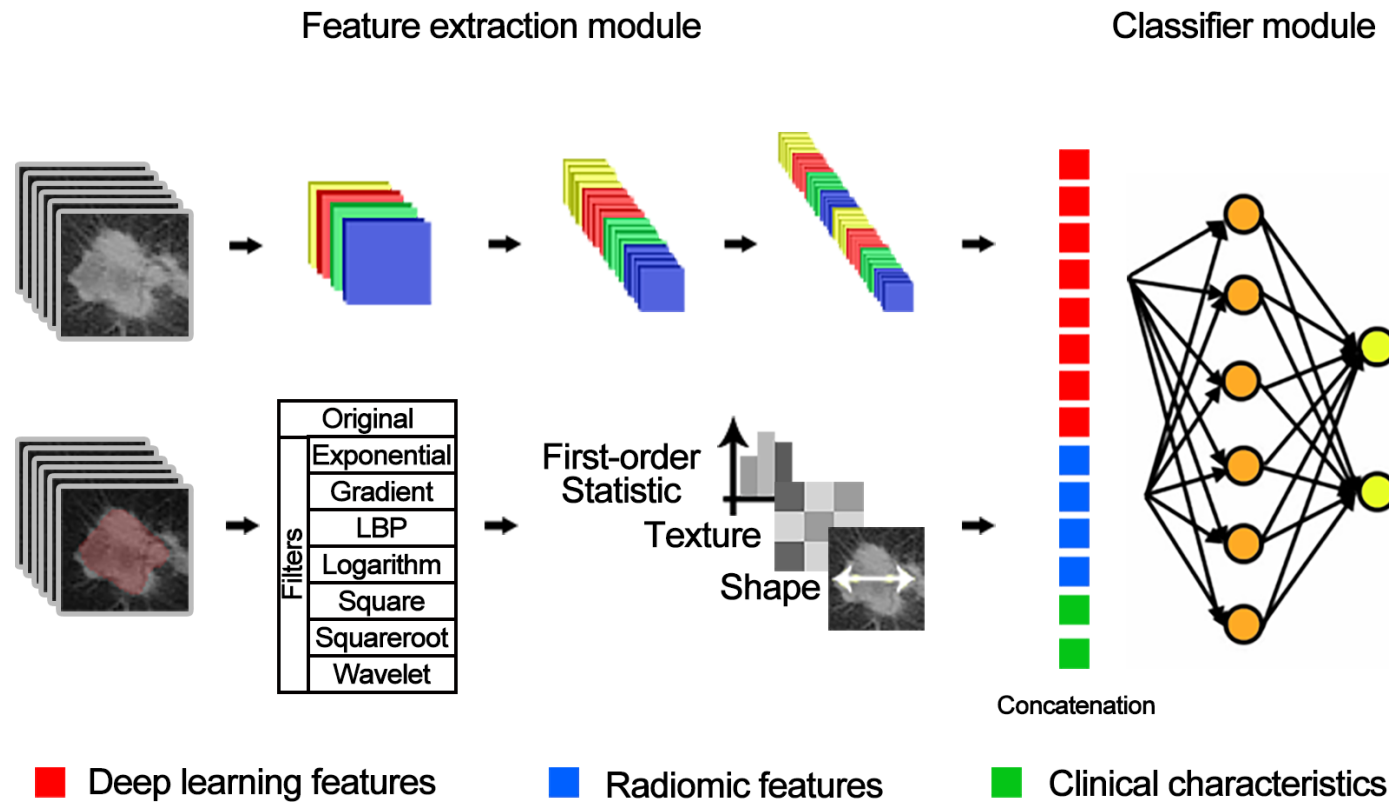 Feature extraction module
Classifier module
Original
Filters
Exponential
Gradient
LBP
Logarithm
Square
Squareroot
Wavelet
First-order
Statistic
Texture
Shape
Concatenation
Deep learning features
Radiomic features
Clinical characteristics